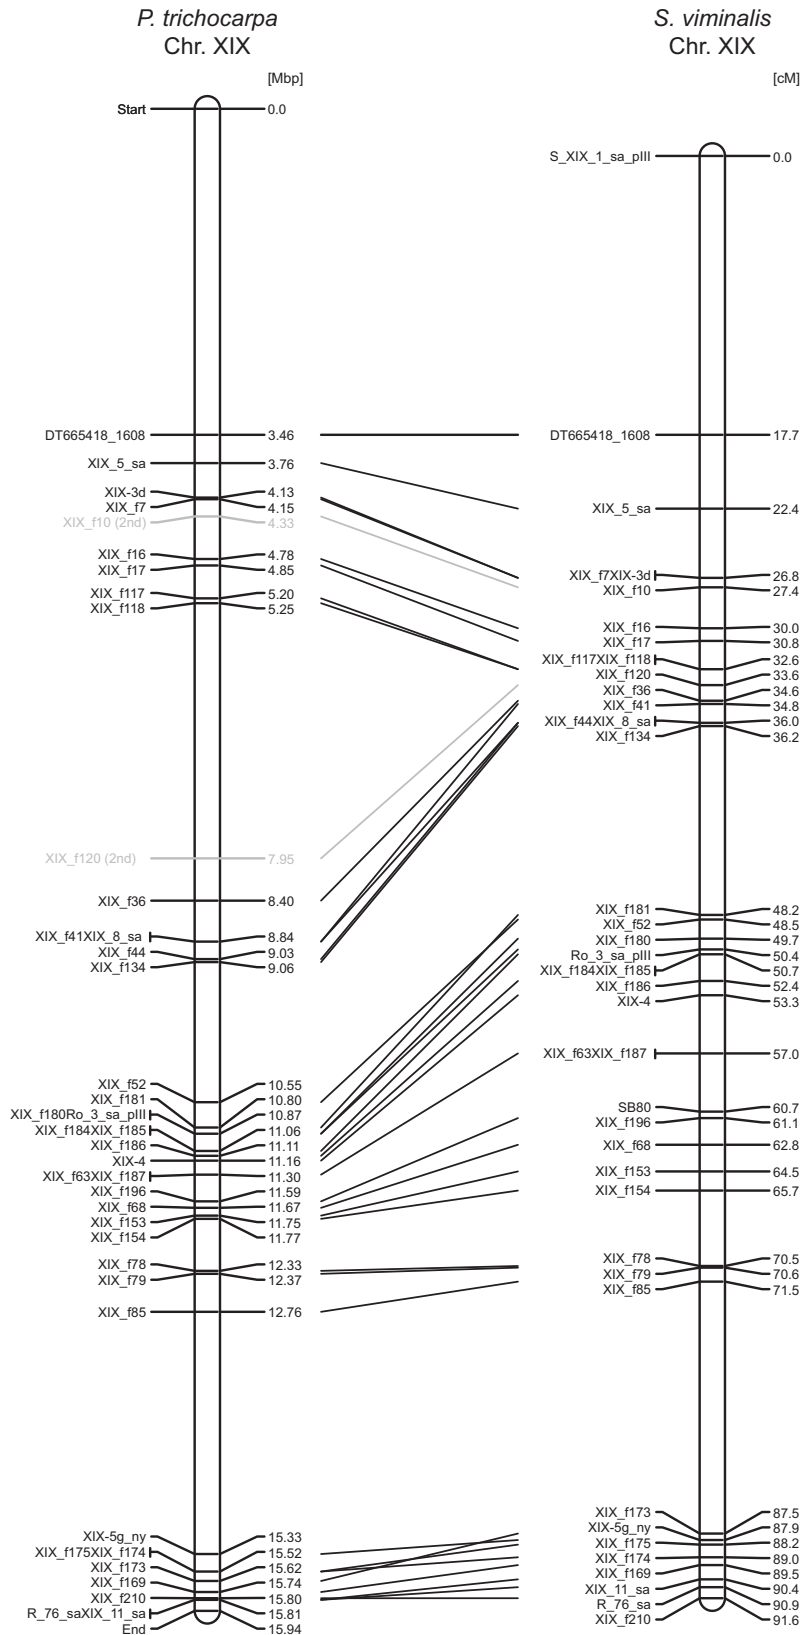 P. trichocarpa
Chr. XIX
[Mbp]
Start 0.0
DT665418_1608 3.46
XIX_5_sa 3.76
XIX-3d 4.13
XIX_f7 4.15
XIX_f10 (2nd) 4.33
XIX_f16 4.78
XIX_f17 4.85
XIX_f117XIX_f118 5.20
XIX_f118 5.25
XIX_f120 (2nd) 7.95
XIX_f36 8.40
XIX_f41XIX_8_sa 8.84
XIX_f44 9.03
XIX_f134 9.06
XIX_f52 10.55
XIX_f181 10.80
XIX_f180Ro_3_sa_pIII 10.87
XIX_f184XIX_f185 11.06
XIX_f186 11.11
XIX-4 11.16
XIX_f63XIX_f187 11.30
XIX_f196 11.59
XIX_f68 11.67
XIX_f153 11.75
XIX_f154 11.77
XIX_f78 12.33
XIX_f79 12.37
XIX_f85 12.76
XIX-5g_ny 15.33
XIX_f175XIX_f174 15.52
XIX_f173 15.62
XIX_f169 15.74
XIX_f210 15.80
R_76_saXIX_11_sa 15.81
End 15.94
S. viminalis
Chr. XIX
[cM]
S_XIX_1_sa_pIII 0.0
DT665418_1608 17.7
XIX_5_sa 22.4
XIX_f7XIX-3d 26.8
XIX_f10 27.4
XIX_f16 30.0
XIX_f17 30.8
XIX_f117XIX_f118 32.6
XIX_f120 33.6
XIX_f36 34.6
XIX_f41 34.8
XIX_f44XIX_8_sa 36.0
XIX_f134 36.2
XIX_f181 48.2
XIX_f52 48.5
XIX_f180 49.7
Ro_3_sa_pIII 50.4
XIX_f184XIX_f185 50.7
XIX_f186 52.4
XIX-4 53.3
XIX_f63XIX_f187 57.0
SB80 60.7
XIX_f196 61.1
XIX_f68 62.8
XIX_f153 64.5
XIX_f154 65.7
XIX_f78 70.5
XIX_f79 70.6
XIX_f85 71.5
XIX_f173 87.5
XIX-5g_ny 87.9
XIX_f175 88.2
XIX_f174 89.0
XIX_f169 89.5
XIX_11_sa 90.4
R_76_sa 90.9
XIX_f210 91.6